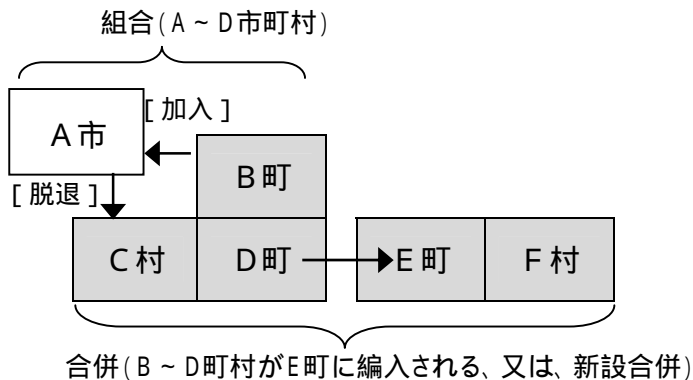 組合(A~D市町村)
A市
[加入]
B町
[脱退]
C村
D町
E町
F村
合併(B~D町村がE町に編入される、又は、新設合併)